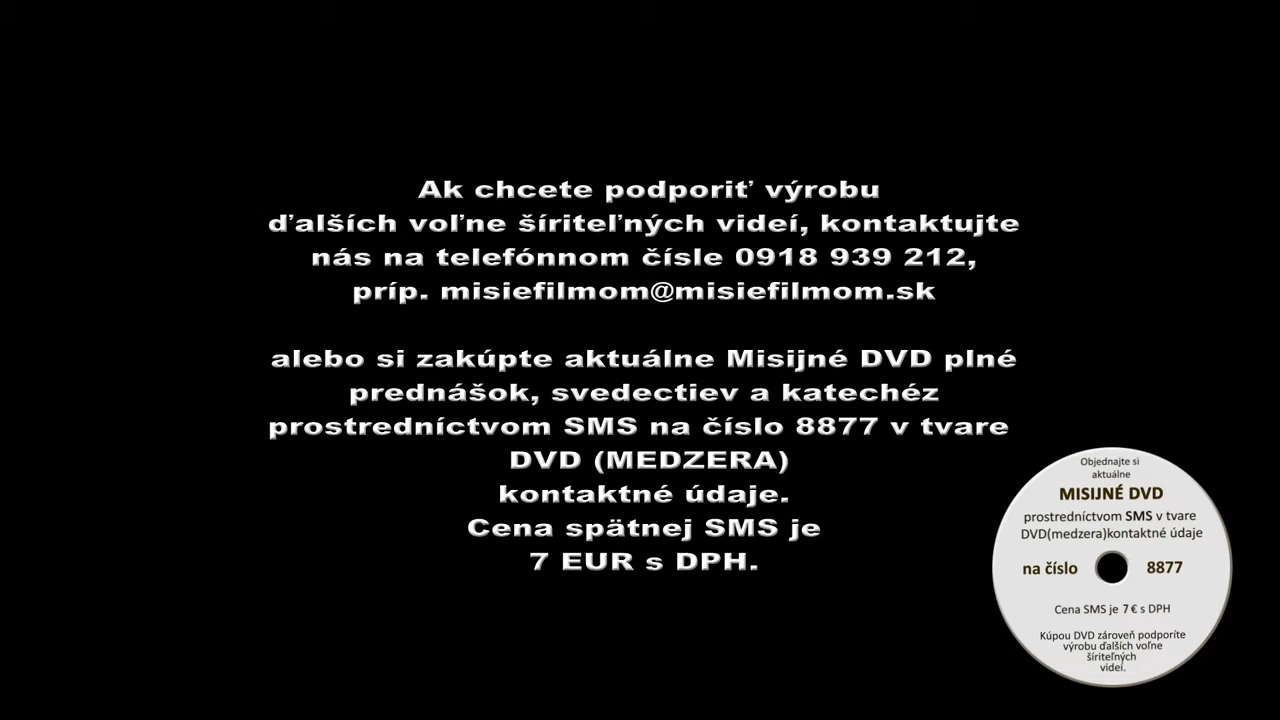 Ak chcete podporiť výrobu
ďalších voľne šíriteľných videí, kontaktujte
nás na telefónnom čísle 0918 939 212,
príp. misiefilmom@misiefilmom.sk
alebo si zakúpte aktuálne Misijné DVD plné
prednášok, svedectiev a katechéz
prostredníctvom SMS na číslo 8877 v tvare
DVD (MEDZERA)
kontaktné údaje.
Cena spätnej SMS je
7 EUR s DPH.
Objednajte si
aktuálne
MISIJNÉ DVD
prostredníctvom SMS v tvare
DVD(medzera)kontaktné údaje
na číslo 8877
Cena SMS je 7 € s DPH
Kúpou DVD zároveň podporíte
výrobu ďalších voľne
šíriteľných
videí.